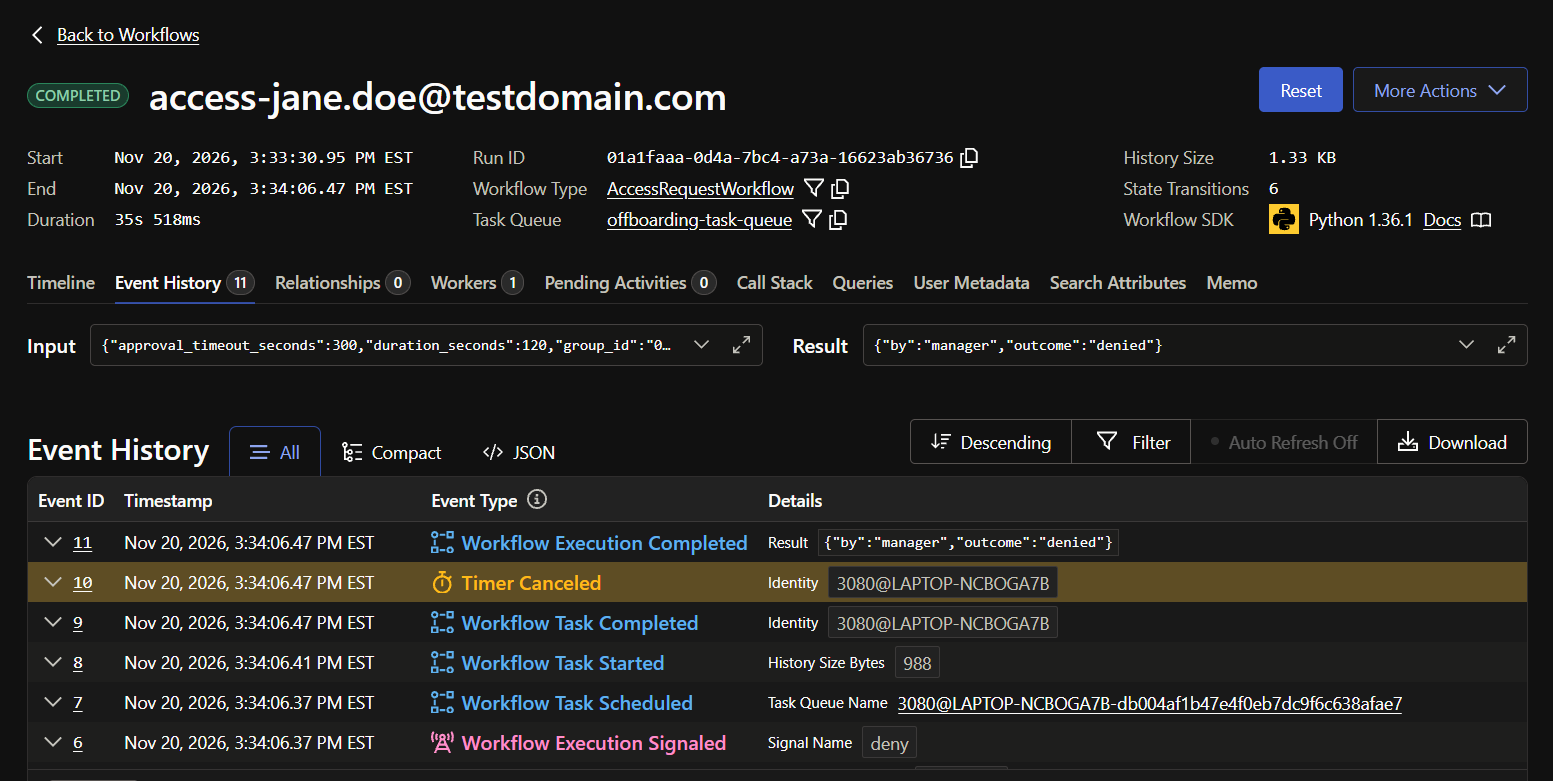 Back to Workflows
COMPLETED access-jane.doe@testdomain.com Reset More Actions
Start Nov 20, 2026, 3:33:30.95 PM EST Run ID 01a1faaa-0d4a-7bc4-a73a-16623ab36736 History Size 1.33 KB
End Nov 20, 2026, 3:34:06.47 PM EST Workflow Type AccessRequestWorkflow State Transitions 6
Duration 35s 518ms Task Queue offboarding-task-queue Workflow SDK Python 1.36.1 Docs
Timeline Event History 11 Relationships 0 Workers 1 Pending Activities 0 Call Stack Queries User Metadata Search Attributes Memo
Input {"approval_timeout_seconds":300,"duration_seconds":120,"group_id":"0… Result {"by":"manager","outcome":"denied"}
Event History All Compact JSON Descending Filter Auto Refresh Off Download
Event ID Timestamp Event Type Details
11 Nov 20, 2026, 3:34:06.47 PM EST Workflow Execution Completed Result {"by":"manager","outcome":"denied"}
10 Nov 20, 2026, 3:34:06.47 PM EST Timer Canceled Identity 3080@LAPTOP-NCBOGA7B
9 Nov 20, 2026, 3:34:06.47 PM EST Workflow Task Completed Identity 3080@LAPTOP-NCBOGA7B
8 Nov 20, 2026, 3:34:06.41 PM EST Workflow Task Started History Size Bytes 988
7 Nov 20, 2026, 3:34:06.37 PM EST Workflow Task Scheduled Task Queue Name 3080@LAPTOP-NCBOGA7B-db004af1b47e4f0eb7dc9f6c638afae7
6 Nov 20, 2026, 3:34:06.37 PM EST Workflow Execution Signaled Signal Name deny